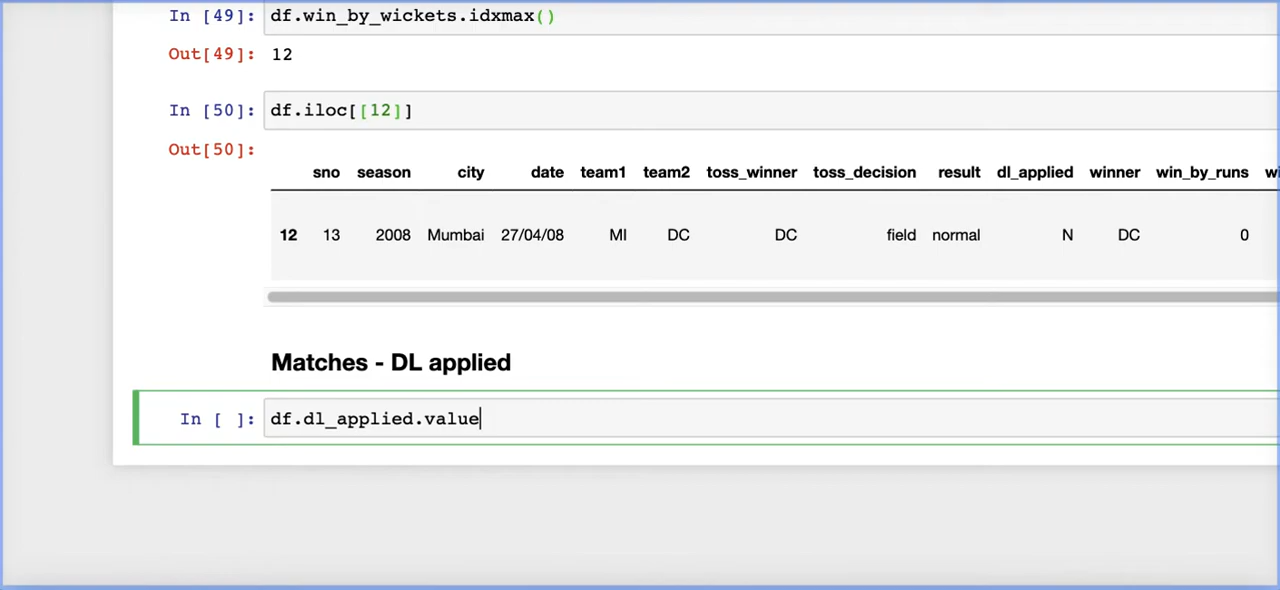 In [49]: df.win_by_wickets.idxmax()
Out[49]: 12
In [50]: df.iloc[[12]]
Out[50]:
sno season city date team1 team2 toss_winner toss_decision result dl_applied winner win_by_runs wi
12 13 2008 Mumbai 27/04/08 MI DC DC field normal N DC 0
Matches - DL applied
In [ ]: df.dl_applied.value